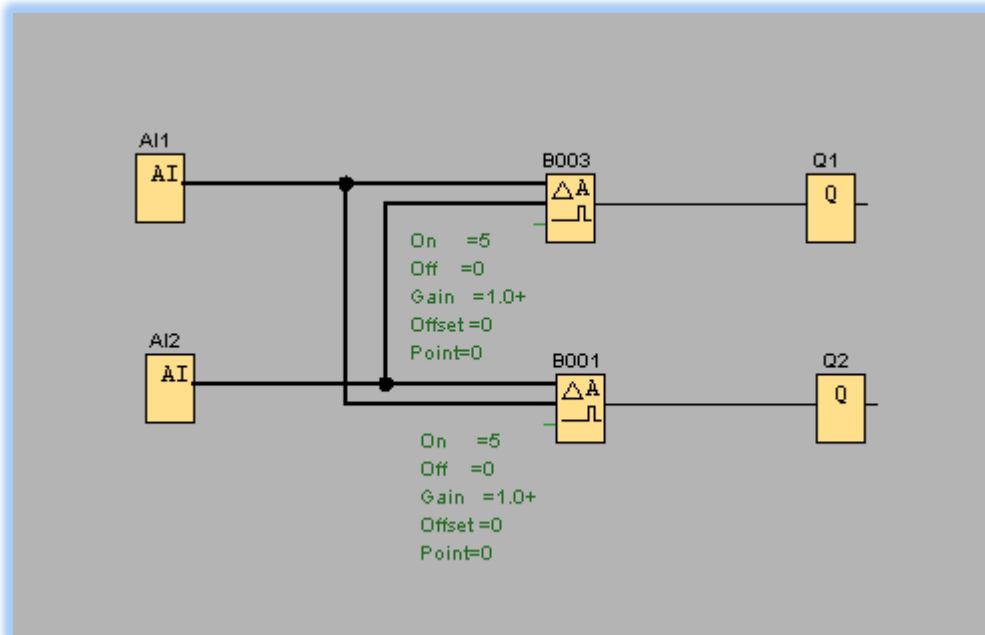 AI1
AI
B003
ΔA
Q1
Q
On =5
Off =0
Gain =1.0+
Offset =0
Point=0
AI2
AI
B001
ΔA
Q2
Q
On =5
Off =0
Gain =1.0+
Offset =0
Point=0